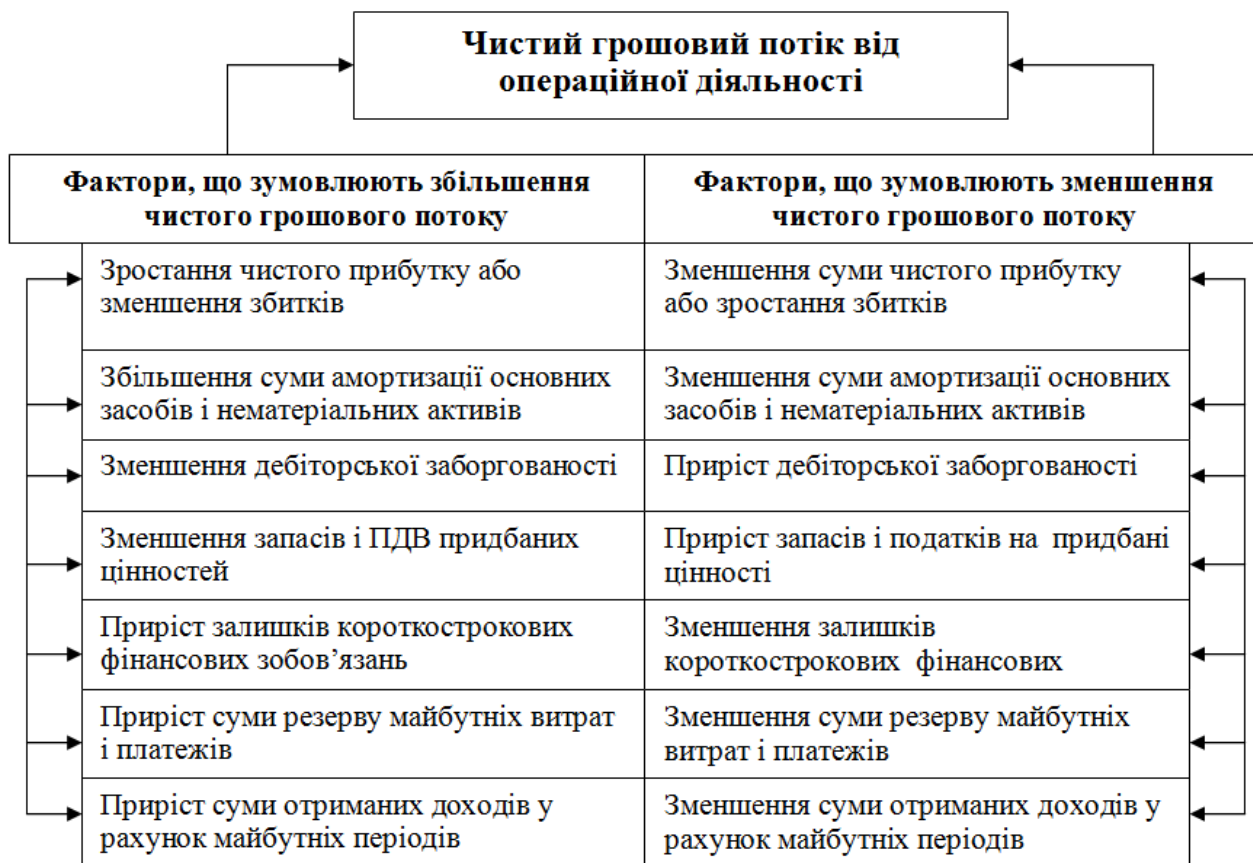 Чистий грошовий потік від
операційної діяльності
Фактори, що зумовлюють збільшення
чистого грошового потоку
Фактори, що зумовлюють зменшення
чистого грошового потоку
Зростання чистого прибутку або
зменшення збитків
Зменшення суми чистого прибутку
або зростання збитків
Збільшення суми амортизації основних
засобів і нематеріальних активів
Зменшення суми амортизації основних
засобів і нематеріальних активів
Зменшення дебіторської заборгованості
Приріст дебіторської заборгованості
Зменшення запасів і ПДВ придбаних
цінностей
Приріст запасів і податків на придбані
цінності
Приріст залишків короткострокових
фінансових зобов’язань
Зменшення залишків
короткострокових фінансових
Приріст суми резерву майбутніх витрат
і платежів
Зменшення суми резерву майбутніх
витрат і платежів
Приріст суми отриманих доходів у
рахунок майбутніх періодів
Зменшення суми отриманих доходів у
рахунок майбутніх періодів